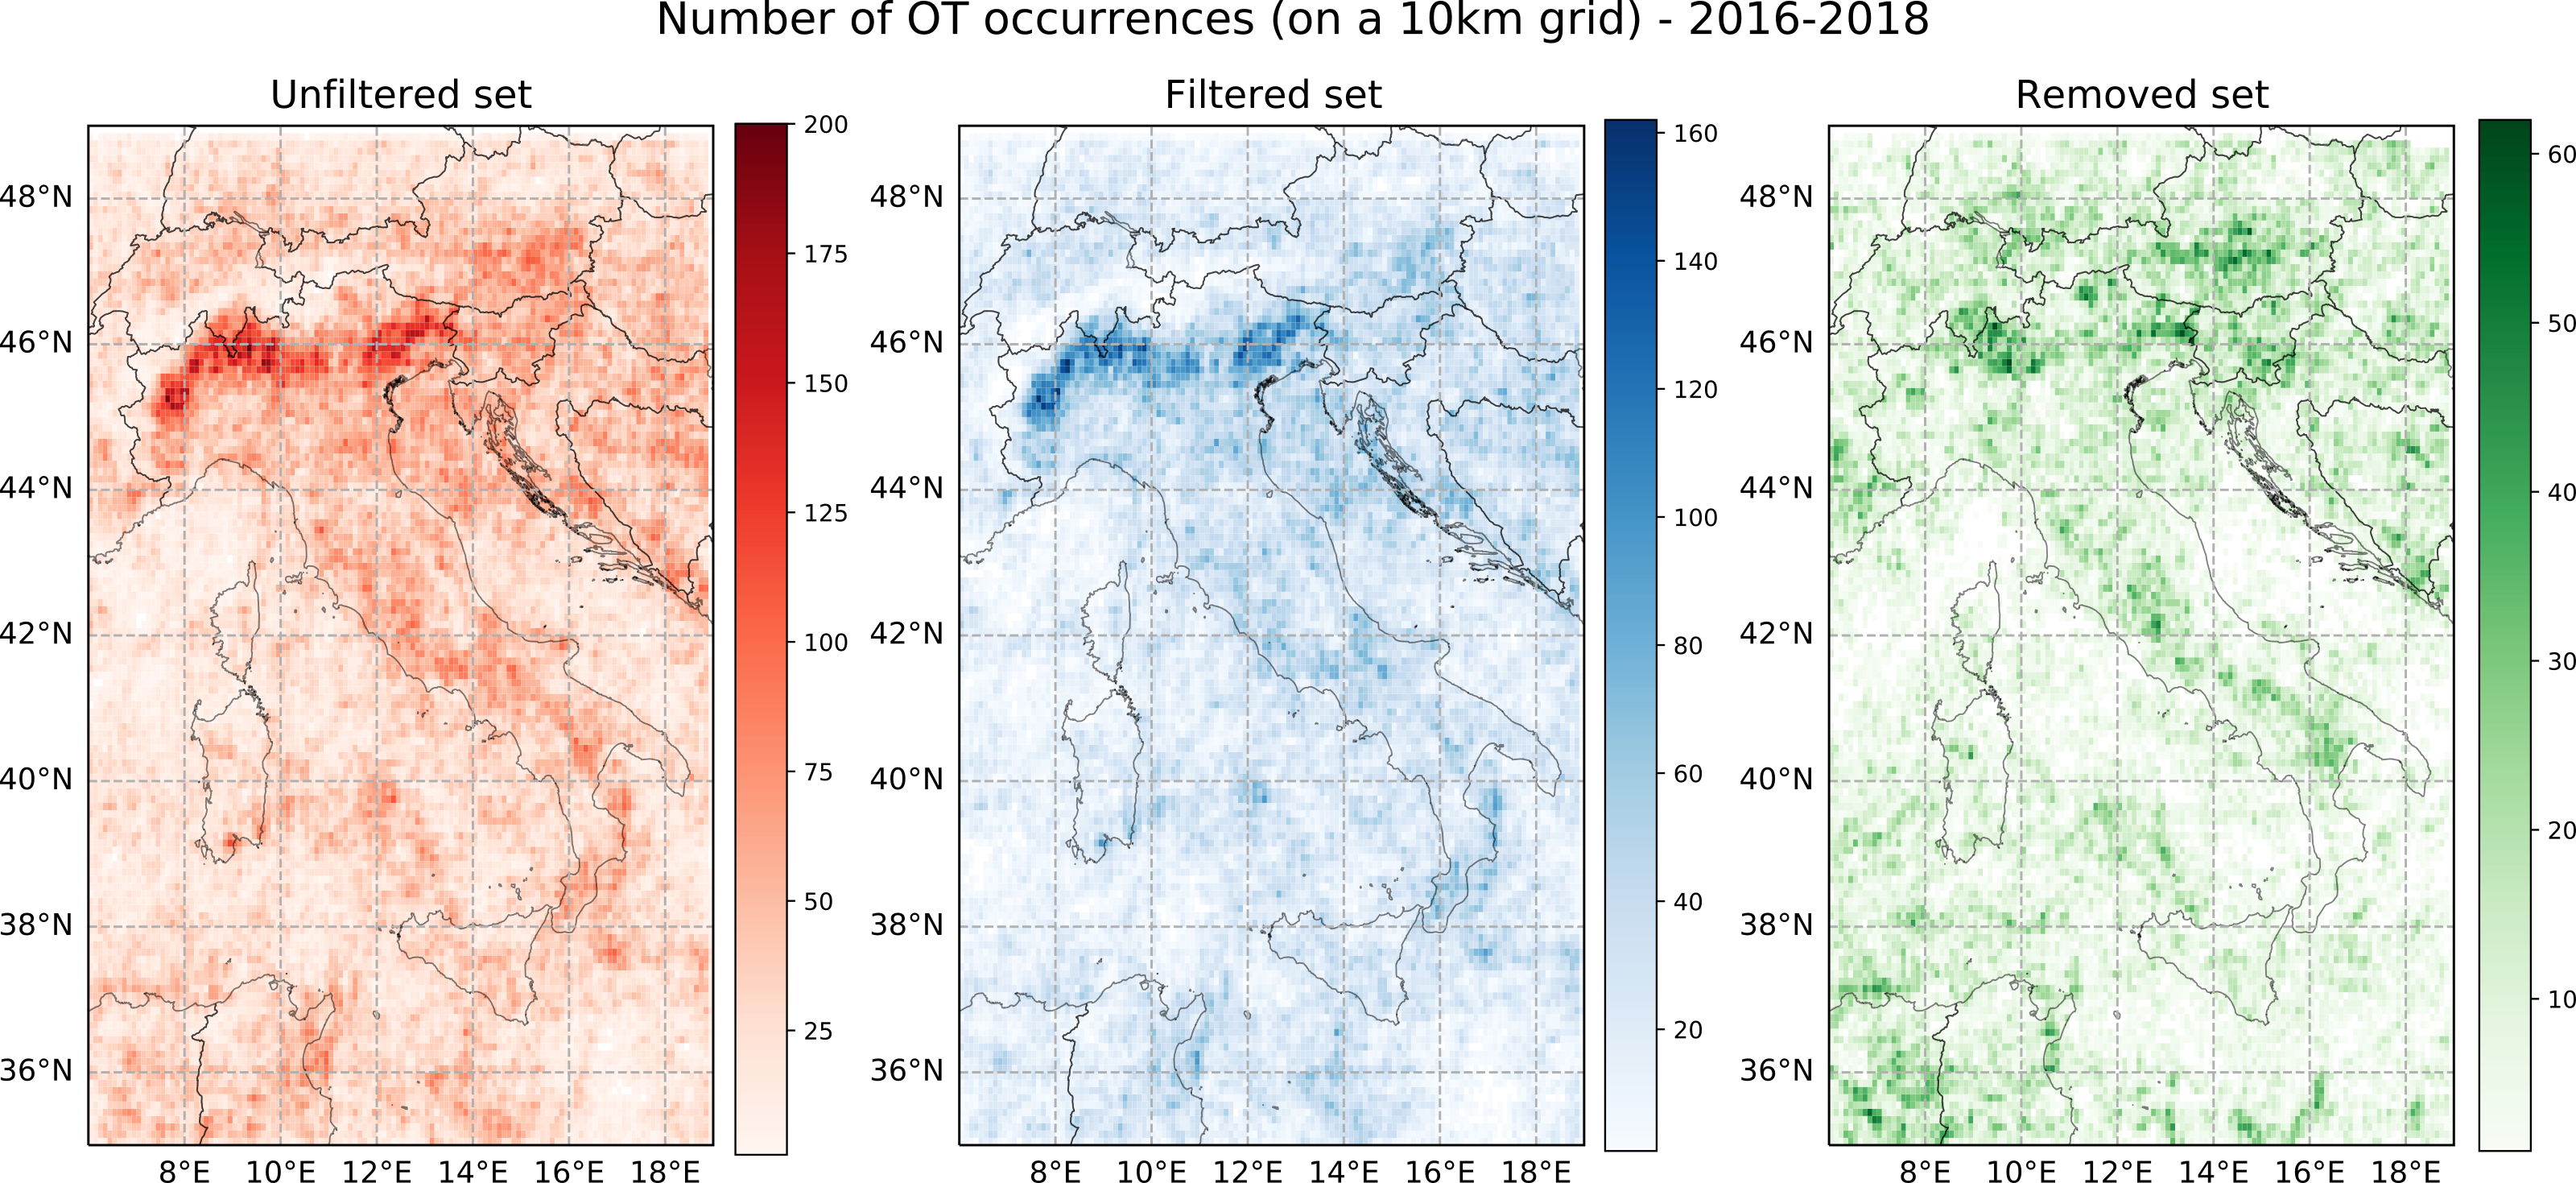 Number of OT occurrences (on a 10km grid) - 2016-2018
Unfiltered set
Filtered set
Removed set
48°N
46°N
44°N
42°N
40°N
38°N
36°N
8°E 10°E 12°E 14°E 16°E 18°E
200
175
150
125
100
75
50
25
48°N
46°N
44°N
42°N
40°N
38°N
36°N
8°E 10°E 12°E 14°E 16°E 18°E
160
140
120
100
80
60
40
20
48°N
46°N
44°N
42°N
40°N
38°N
36°N
8°E 10°E 12°E 14°E 16°E 18°E
60
50
40
30
20
10